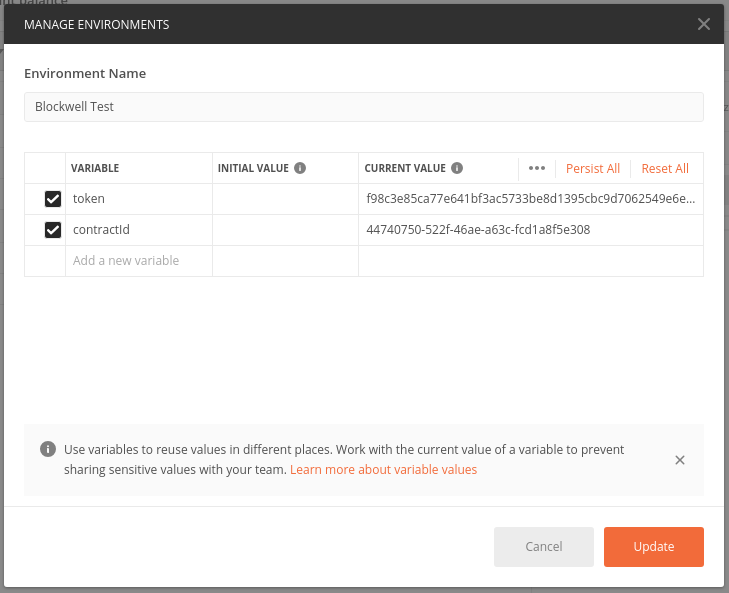 MANAGE ENVIRONMENTS
Environment Name
Blockwell Test
VARIABLE INITIAL VALUE CURRENT VALUE ••• Persist All Reset All
token f98c3e85ca77e641bf3ac5733be8d1395cbc9d7062549e6e...
contractId 44740750-522f-46ae-a63c-fcd1a8f5e308
Add a new variable
Use variables to reuse values in different places. Work with the current value of a variable to prevent
sharing sensitive values with your team. Learn more about variable values
Cancel Update